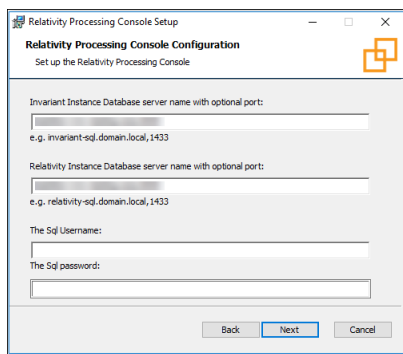 Relativity Processing Console Setup
Relativity Processing Console Configuration
Set up the Relativity Processing Console
Invariant Instance Database server name with optional port:
e.g. invariant-sql.domain.local,1433
Relativity Instance Database server name with optional port:
e.g. relativity-sql.domain.local,1433
The Sql Username:
The Sql password:
Back Next Cancel